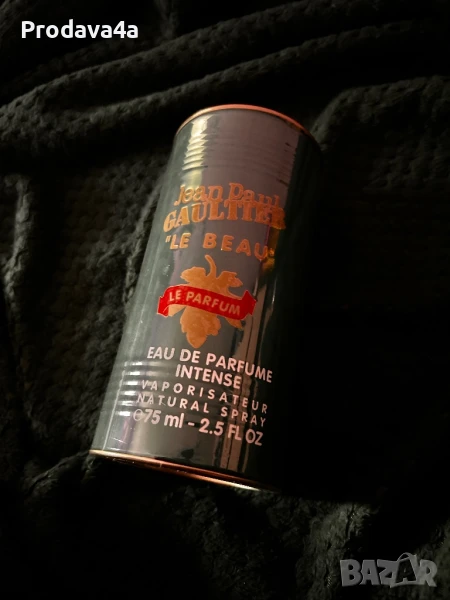 Prodava4a
Jean Paul
GAULTIER
"LE BEAU"
LE PARFUM
EAU DE PARFUME
INTENSE
VAPORISATEUR
NATURAL SPRAY
℮75 ml - 2.5 FL OZ
BAZAR